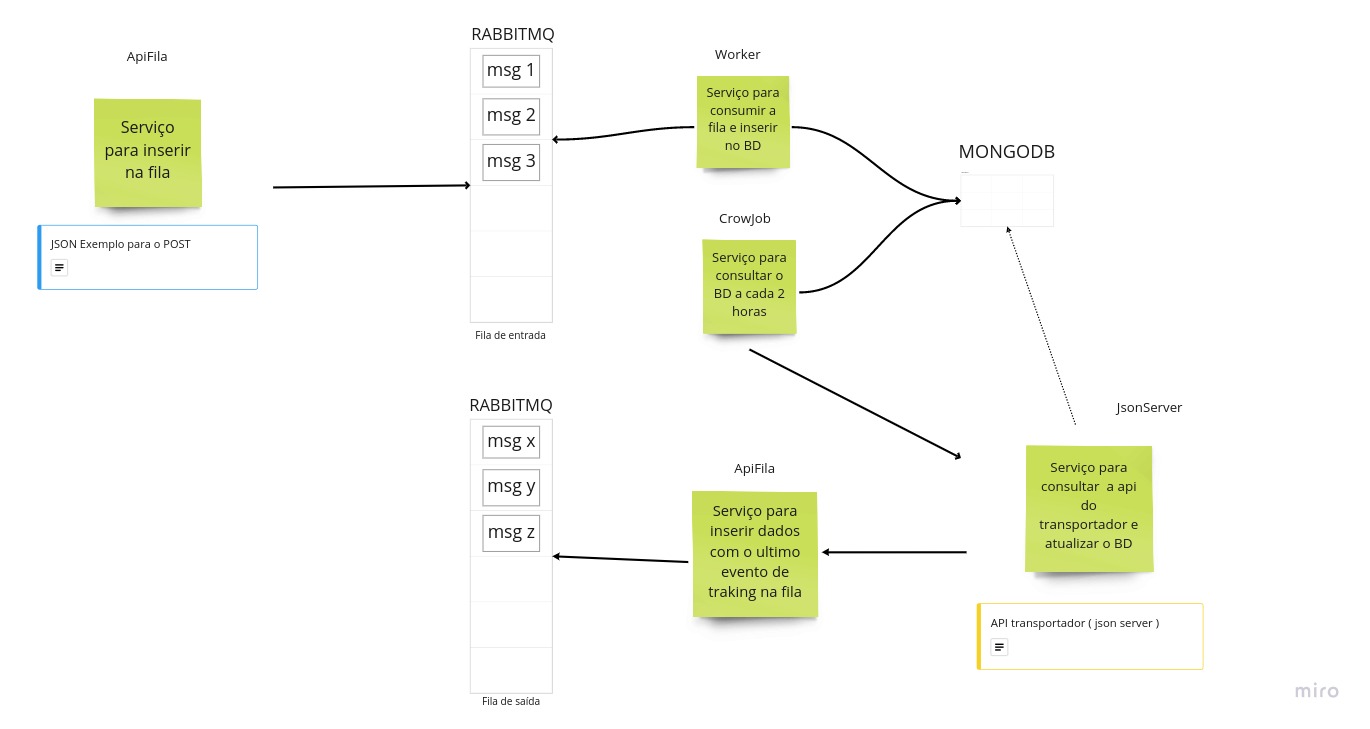 ApiFila
Serviço
para inserir
na fila
JSON Exemplo para o POST
RABBITMQ
msg 1
msg 2
msg 3
Fila de entrada
Worker
Serviço para
consumir a
fila e inserir
no BD
MONGODB
CrowJob
Serviço para
consultar o
BD a cada 2
horas
JsonServer
Serviço para
consultar a api
do
transportador e
atualizar o BD
API transportador ( json server )
ApiFila
Serviço para
inserir dados
com o ultimo
evento de
traking na fila
RABBITMQ
msg x
msg y
msg z
Fila de saída
miro